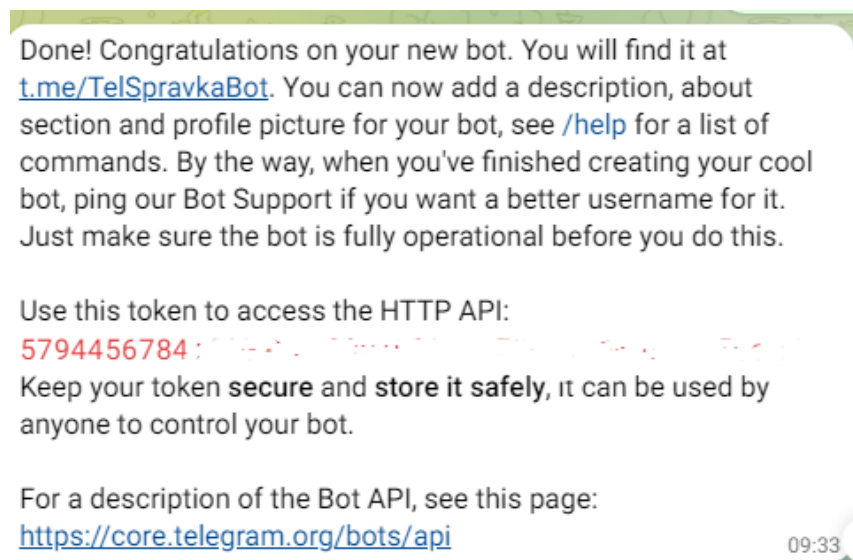 Done! Congratulations on your new bot. You will find it at
t.me/TelSpravkaBot. You can now add a description, about
section and profile picture for your bot, see /help for a list of
commands. By the way, when you've finished creating your cool
bot, ping our Bot Support if you want a better username for it.
Just make sure the bot is fully operational before you do this.
Use this token to access the HTTP API:
5794456784:
Keep your token secure and store it safely, it can be used by
anyone to control your bot.
For a description of the Bot API, see this page:
https://core.telegram.org/bots/api
09:33